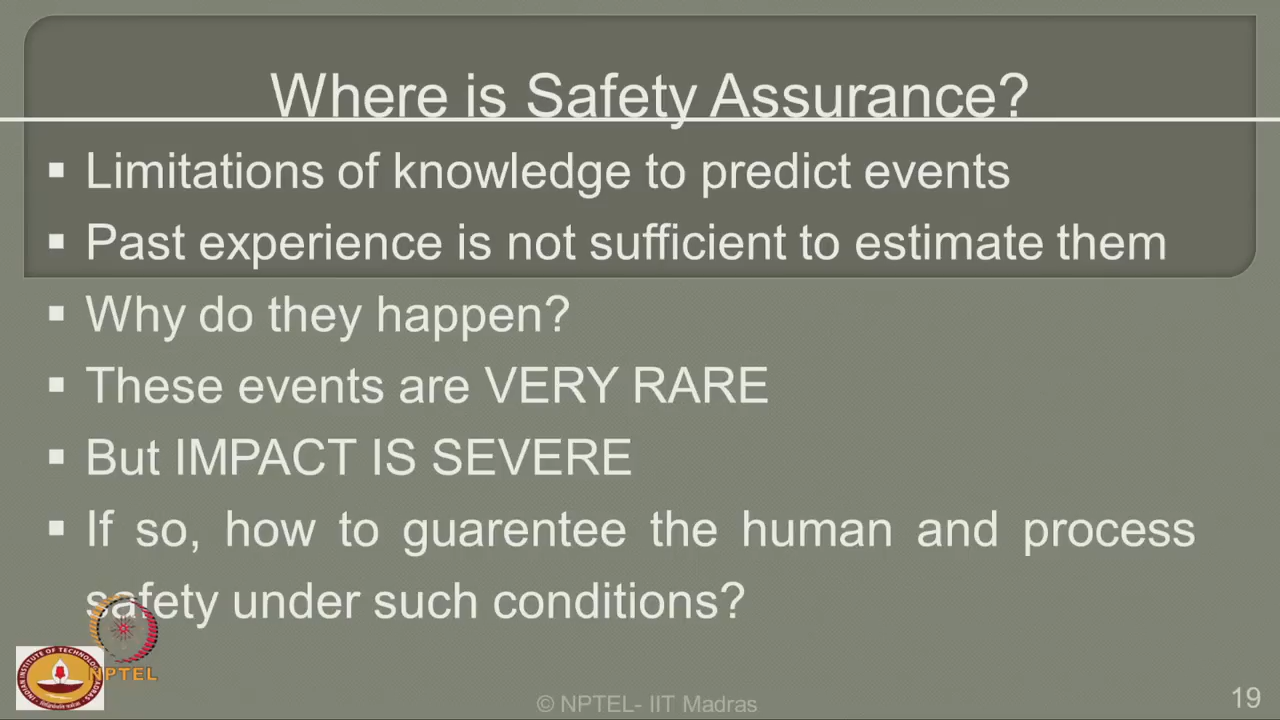 Where is Safety Assurance?
▪ Limitations of knowledge to predict events
▪ Past experience is not sufficient to estimate them
▪ Why do they happen?
▪ These events are VERY RARE
▪ But IMPACT IS SEVERE
▪ If so, how to guarentee the human and process
safety under such conditions?
NPTEL
© NPTEL- IIT Madras
19